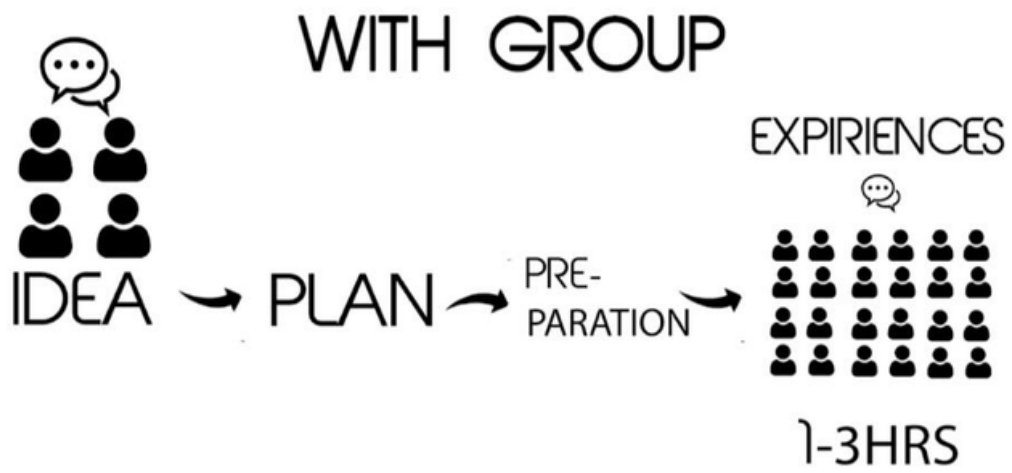 WITH GROUP
EXPIRIENCES
IDEA
PLAN
PRE-
PARATION
1-3HRS